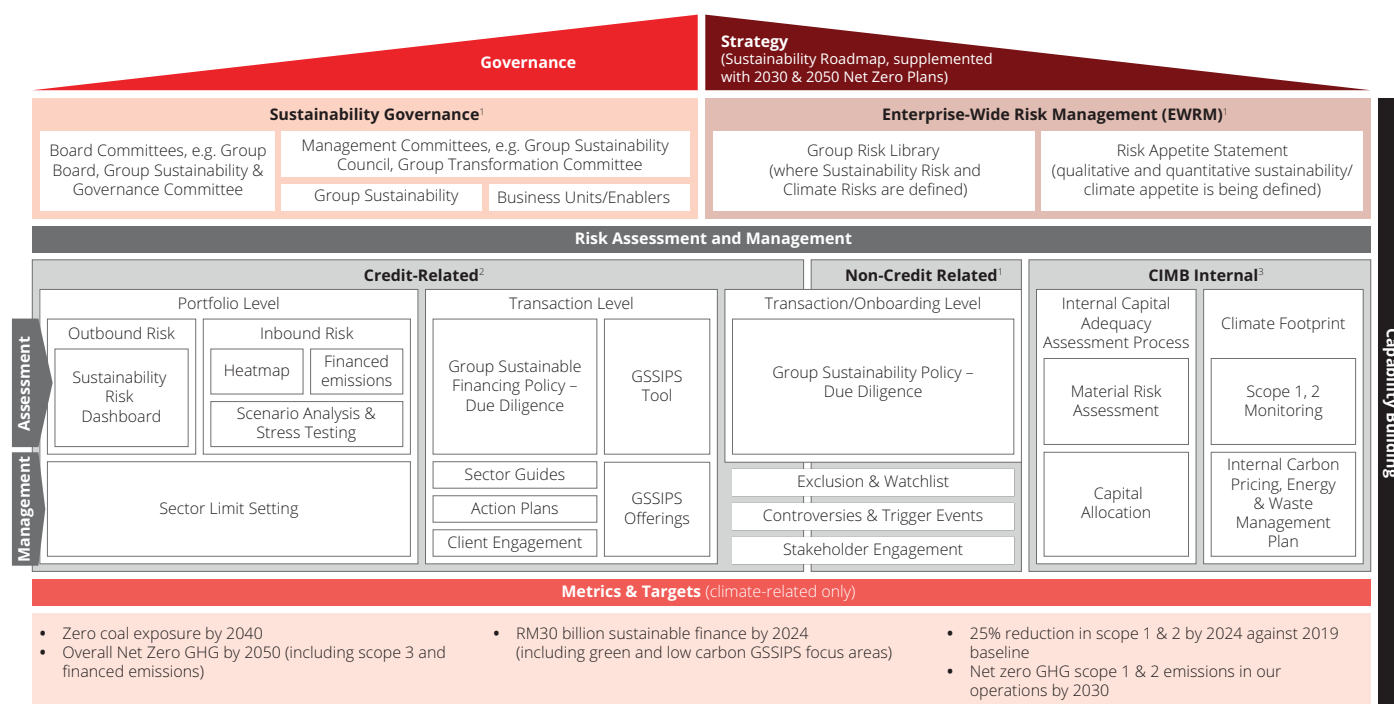 Governance
Strategy
(Sustainability Roadmap, supplemented
with 2030 & 2050 Net Zero Plans)
Sustainability Governance¹
Board Committees, e.g. Group
Board, Group Sustainability &
Governance Committee
Management Committees, e.g. Group Sustainability
Council, Group Transformation Committee
Group Sustainability
Business Units/Enablers
Enterprise-Wide Risk Management (EWRM)¹
Group Risk Library
(where Sustainability Risk and
Climate Risks are defined)
Risk Appetite Statement
(qualitative and quantitative sustainability/
climate appetite is being defined)
Risk Assessment and Management
Assessment
Management
Credit-Related²
Portfolio Level
Outbound Risk
Sustainability
Risk
Dashboard
Inbound Risk
Heatmap
Financed
emissions
Scenario Analysis &
Stress Testing
Sector Limit Setting
Transaction Level
Group Sustainable
Financing Policy –
Due Diligence
GSSIPS
Tool
Sector Guides
Action Plans
Client Engagement
GSSIPS
Offerings
Non-Credit Related¹
Transaction/Onboarding Level
Group Sustainability Policy –
Due Diligence
Exclusion & Watchlist
Controversies & Trigger Events
Stakeholder Engagement
CIMB Internal³
Internal Capital
Adequacy
Assessment Process
Material Risk
Assessment
Capital
Allocation
Climate Footprint
Scope 1, 2
Monitoring
Internal Carbon
Pricing, Energy
& Waste
Management
Plan
Capability Building
Metrics & Targets (climate-related only)
• Zero coal exposure by 2040
• Overall Net Zero GHG by 2050 (including scope 3 and
financed emissions)
• RM30 billion sustainable finance by 2024
(including green and low carbon GSSIPS focus areas)
• 25% reduction in scope 1 & 2 by 2024 against 2019
baseline
• Net zero GHG scope 1 & 2 emissions in our
operations by 2030